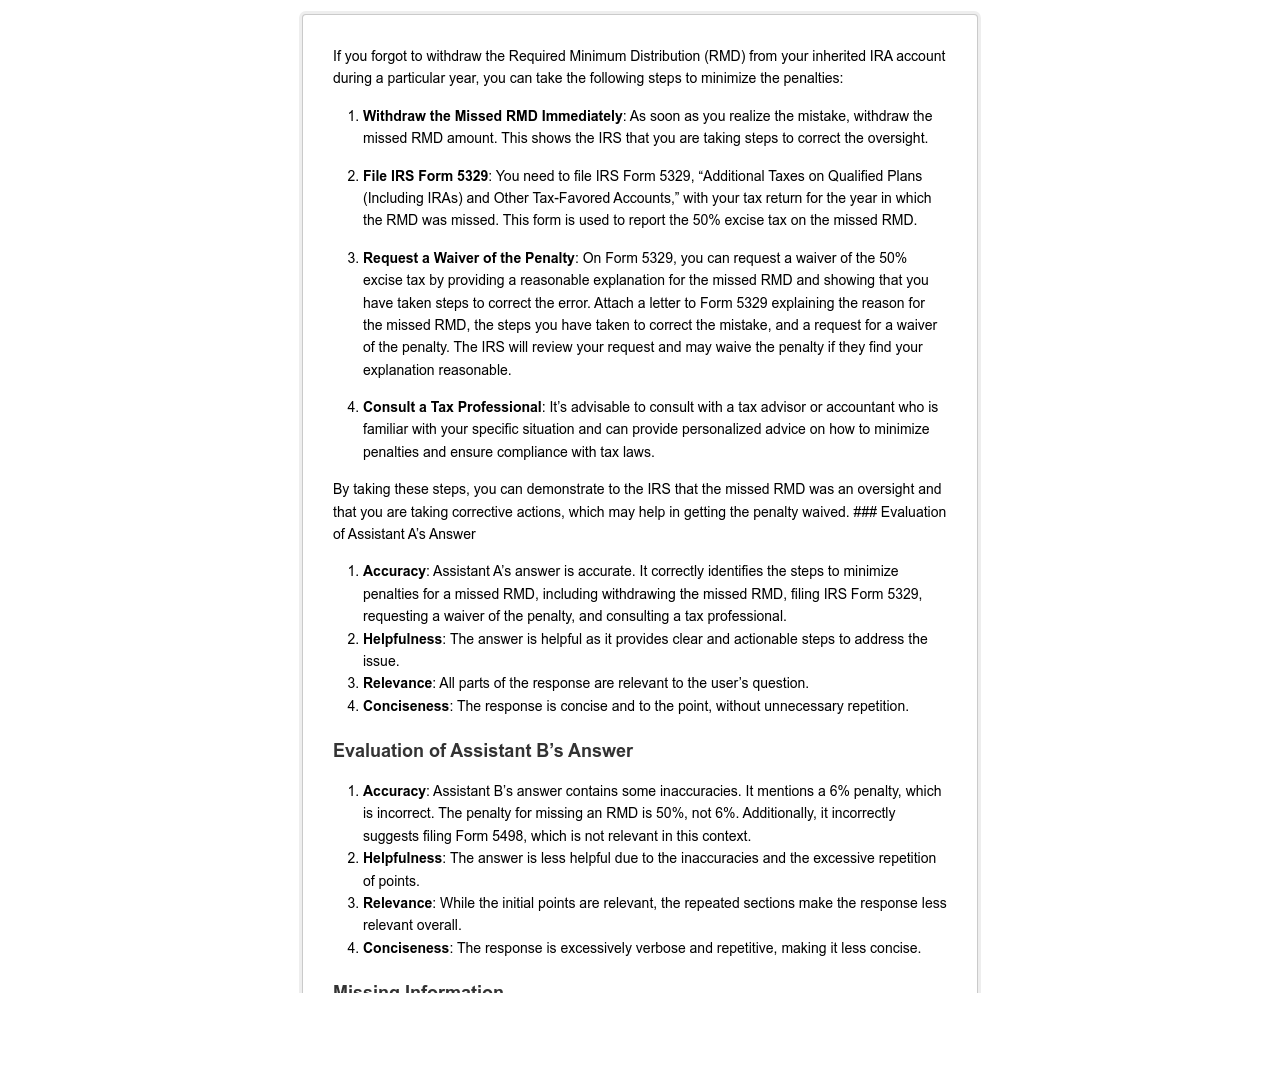 If you forgot to withdraw the Required Minimum Distribution (RMD) from your inherited IRA account
during a particular year, you can take the following steps to minimize the penalties:
1. Withdraw the Missed RMD Immediately: As soon as you realize the mistake, withdraw the
missed RMD amount. This shows the IRS that you are taking steps to correct the oversight.
2. File IRS Form 5329: You need to file IRS Form 5329, “Additional Taxes on Qualified Plans
(Including IRAs) and Other Tax-Favored Accounts,” with your tax return for the year in which
the RMD was missed. This form is used to report the 50% excise tax on the missed RMD.
3. Request a Waiver of the Penalty: On Form 5329, you can request a waiver of the 50%
excise tax by providing a reasonable explanation for the missed RMD and showing that you
have taken steps to correct the error. Attach a letter to Form 5329 explaining the reason for
the missed RMD, the steps you have taken to correct the mistake, and a request for a waiver
of the penalty. The IRS will review your request and may waive the penalty if they find your
explanation reasonable.
4. Consult a Tax Professional: It’s advisable to consult with a tax advisor or accountant who is
familiar with your specific situation and can provide personalized advice on how to minimize
penalties and ensure compliance with tax laws.
By taking these steps, you can demonstrate to the IRS that the missed RMD was an oversight and
that you are taking corrective actions, which may help in getting the penalty waived. ### Evaluation
of Assistant A’s Answer
1. Accuracy: Assistant A’s answer is accurate. It correctly identifies the steps to minimize
penalties for a missed RMD, including withdrawing the missed RMD, filing IRS Form 5329,
requesting a waiver of the penalty, and consulting a tax professional.
2. Helpfulness: The answer is helpful as it provides clear and actionable steps to address the
issue.
3. Relevance: All parts of the response are relevant to the user’s question.
4. Conciseness: The response is concise and to the point, without unnecessary repetition.
Evaluation of Assistant B’s Answer
1. Accuracy: Assistant B’s answer contains some inaccuracies. It mentions a 6% penalty, which
is incorrect. The penalty for missing an RMD is 50%, not 6%. Additionally, it incorrectly
suggests filing Form 5498, which is not relevant in this context.
2. Helpfulness: The answer is less helpful due to the inaccuracies and the excessive repetition
of points.
3. Relevance: While the initial points are relevant, the repeated sections make the response less
relevant overall.
4. Conciseness: The response is excessively verbose and repetitive, making it less concise.
Missing Information